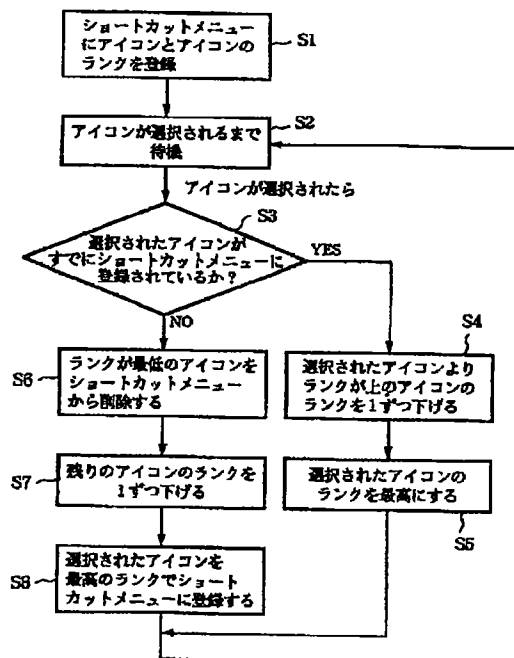 ショートカットメニュー
にアイコンとアイコンの
ランクを登録
S1
アイコンが選択されるまで
待機
S2
アイコンが選択されたら
S3
選択されたアイコンが
すでにショートカットメニューに
登録されているか?
YES
NO
S4
選択されたアイコンより
ランクが上のアイコンの
ランクを1ずつ下げる
選択されたアイコンの
ランクを最高にする
S5
S6
ランクが最低のアイコンを
ショートカットメニュー
から削除する
S7
残りのアイコンのランクを
1ずつ下げる
S8
選択されたアイコンを
最高のランクでショート
カットメニューに登録する